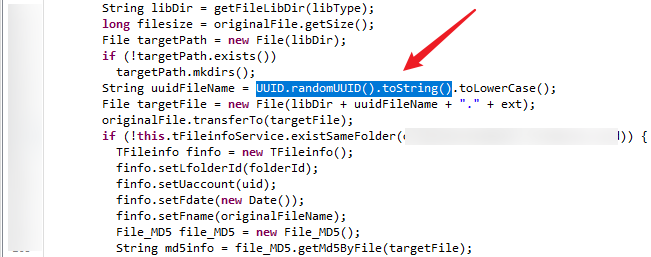 String libDir = getFileLibDir(libType);
long filesize = originalFile.getSize();
File targetPath = new File(libDir);
if (!targetPath.exists())
targetPath.mkdirs();
String uuidFileName = UUID.randomUUID().toString().toLowerCase();
File targetFile = new File(libDir + uuidFileName + "." + ext);
originalFile.transferTo(targetFile);
if (!this.tFileinfoService.existSameFolder( )) {
TFileinfo finfo = new TFileinfo();
finfo.setLfolderId(folderId);
finfo.setUaccount(uid);
finfo.setFdate(new Date());
finfo.setFname(originalFileName);
File_MD5 file_MD5 = new File_MD5();
String md5info = file_MD5.getMd5ByFile(targetFile);